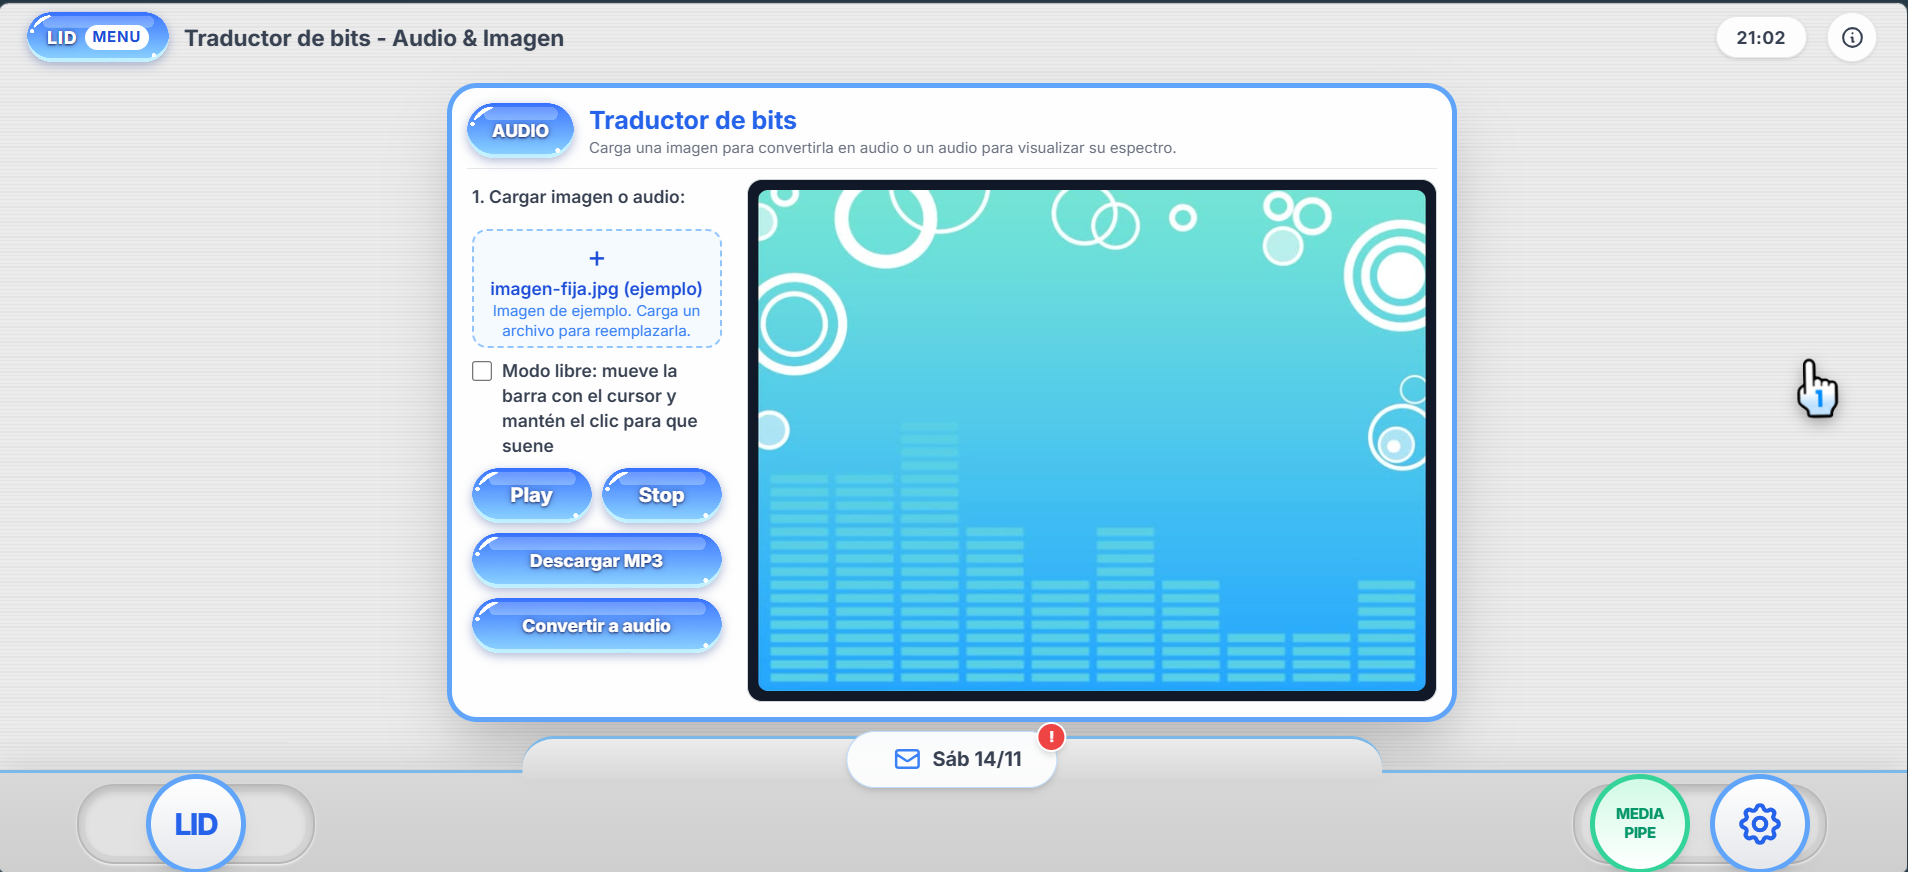 LID MENU Traductor de bits - Audio & Imagen 21:02
AUDIO
Traductor de bits
Carga una imagen para convertirla en audio o un audio para visualizar su espectro.
1. Cargar imagen o audio:
+
imagen-fija.jpg (ejemplo)
Imagen de ejemplo. Carga un
archivo para reemplazarla.
Modo libre: mueve la
barra con el cursor y
mantén el clic para que
suene
Play Stop
Descargar MP3
Convertir a audio
1
Sáb 14/11 !
LID
MEDIA
PIPE